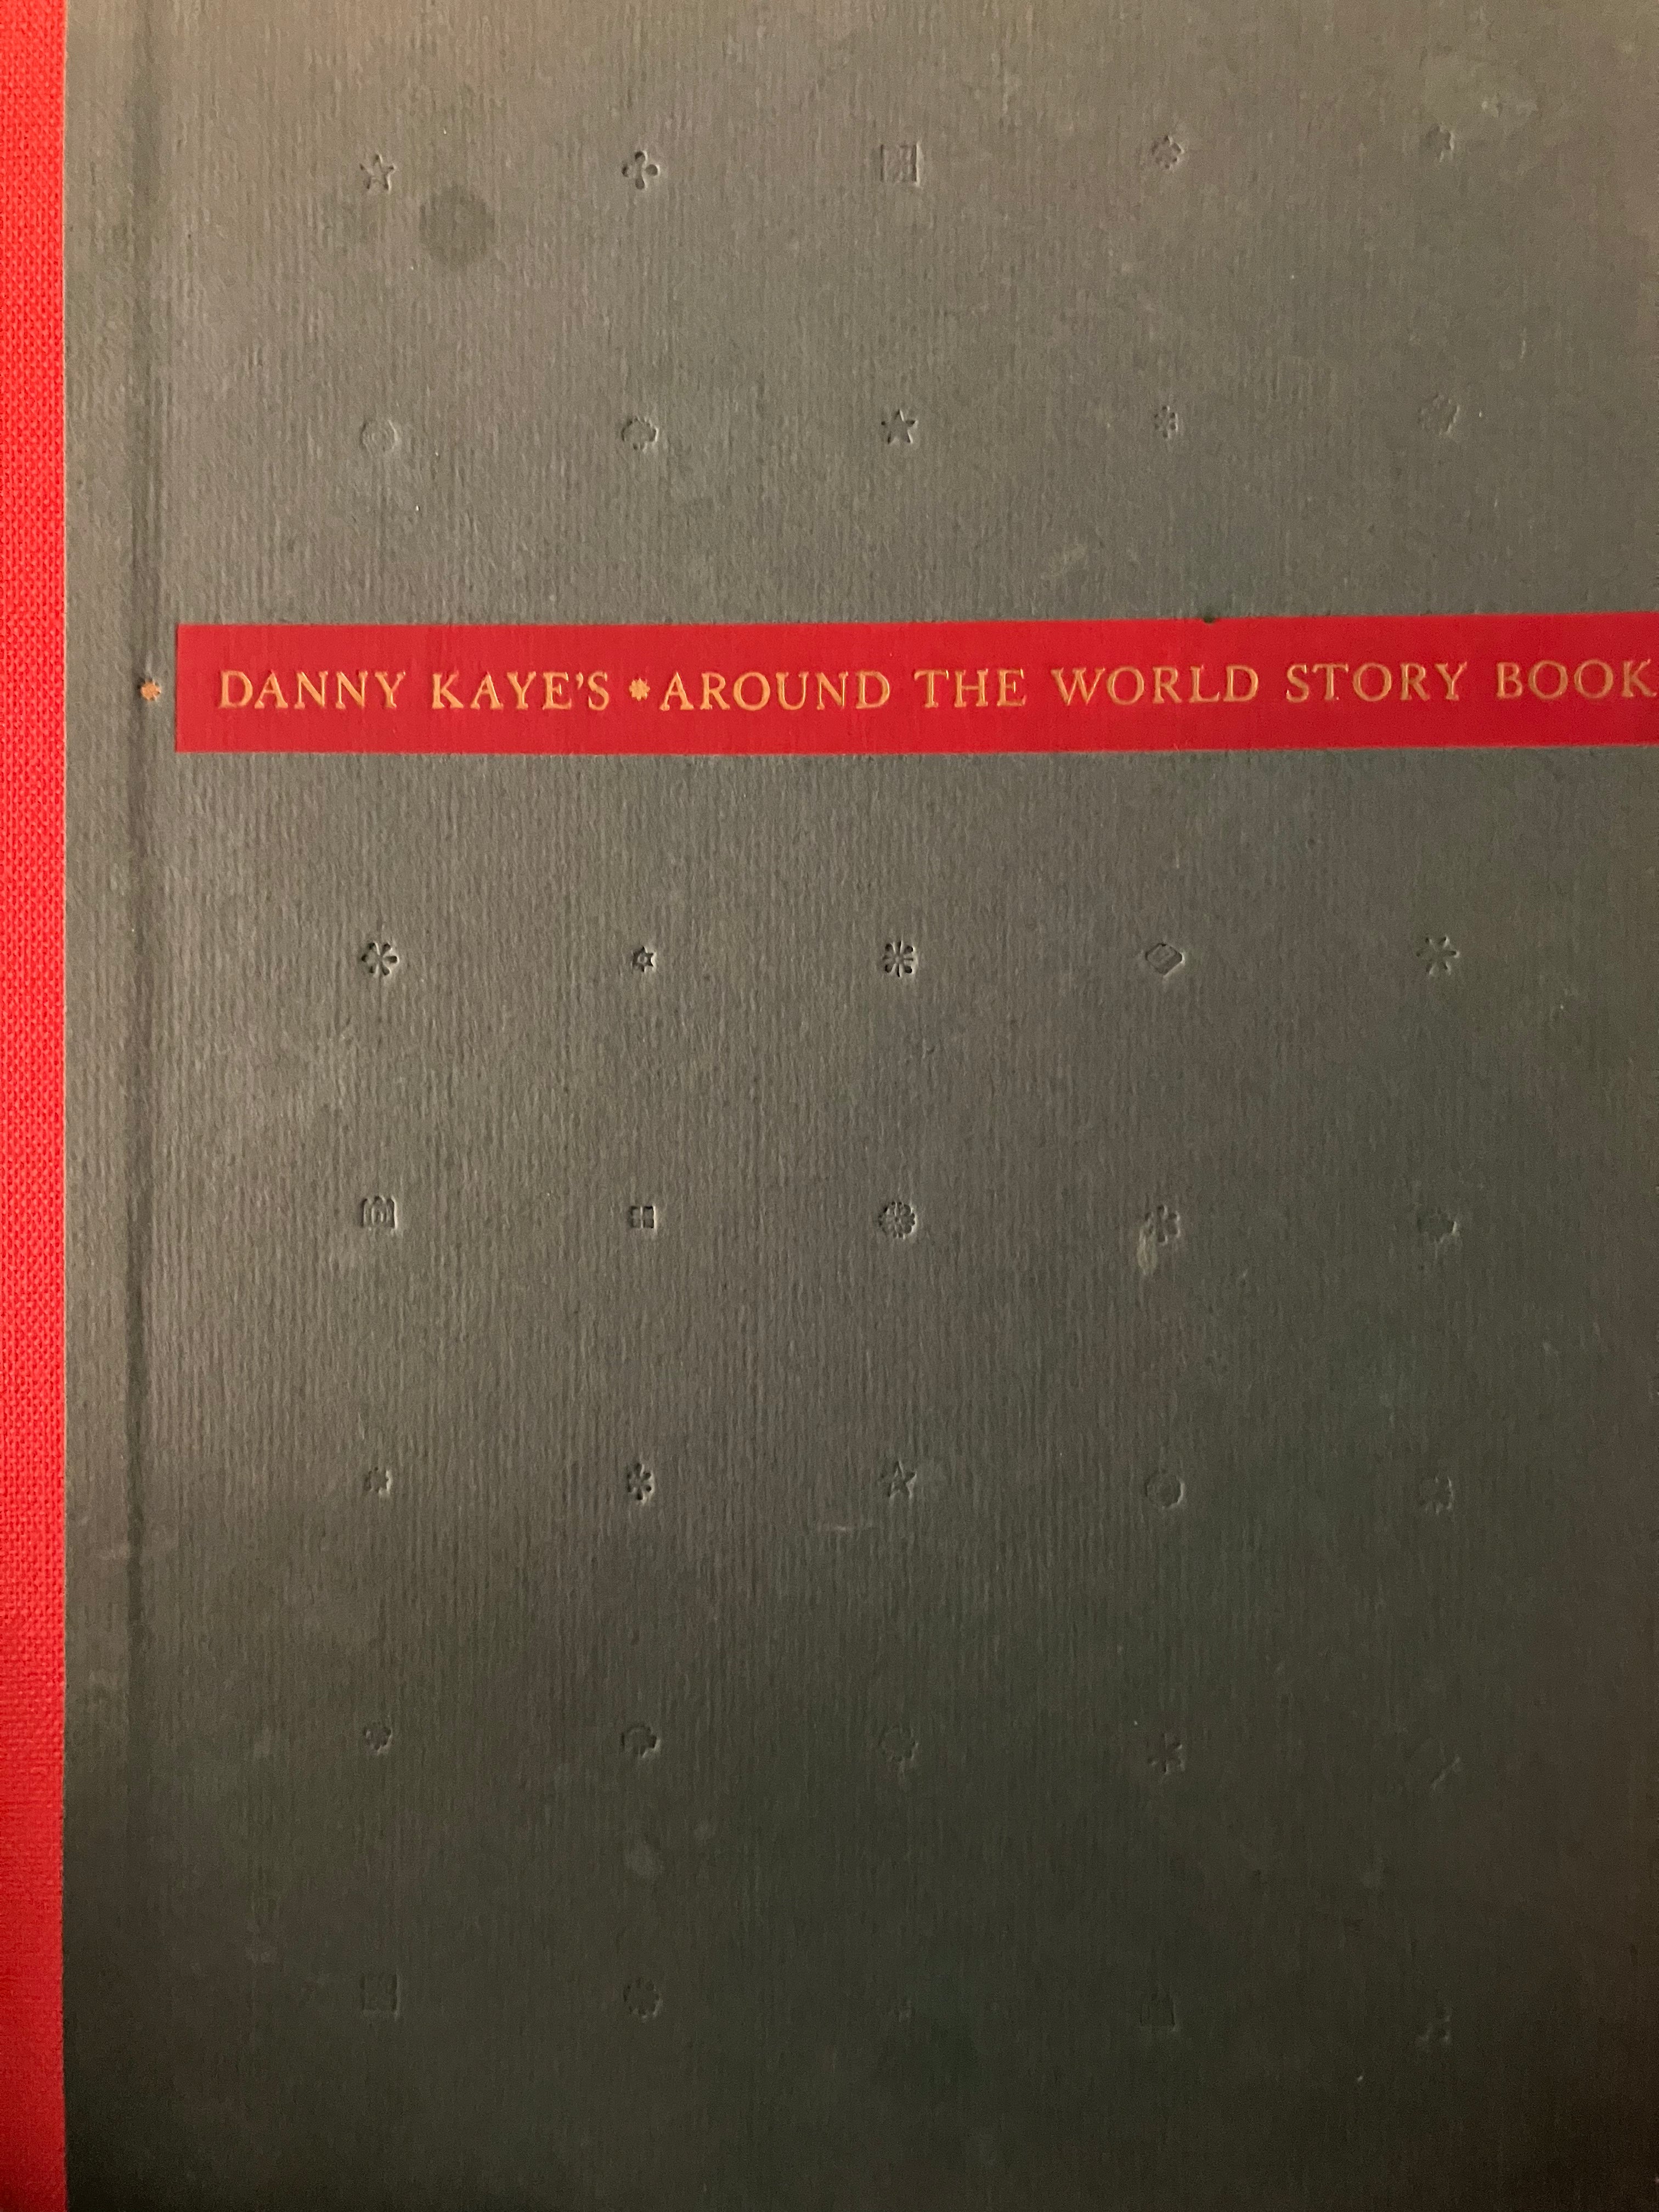 DANNY KAYE'S * AROUND THE WORLD STORY BOOK